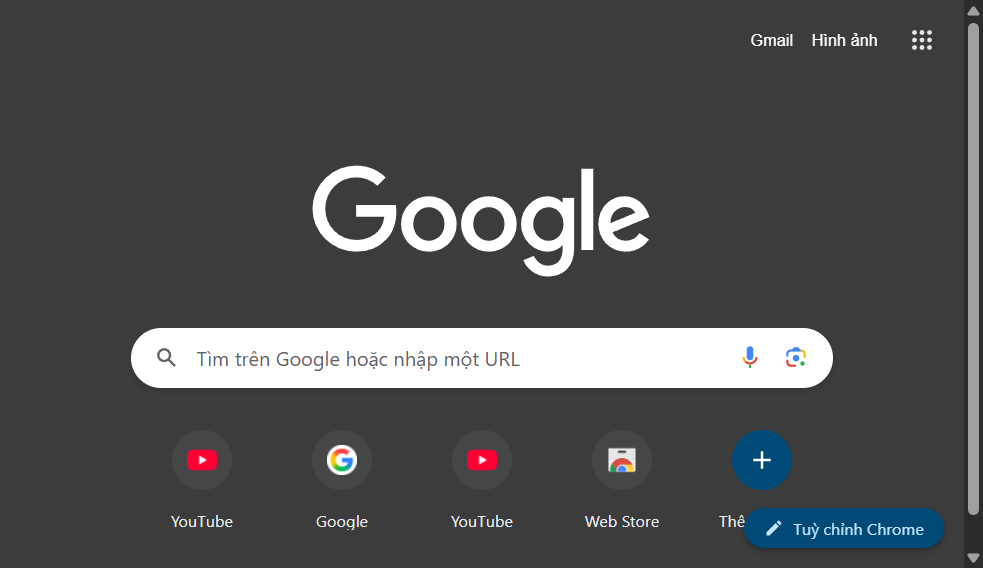 Gmail Hình ảnh
Google
Tìm trên Google hoặc nhập một URL
YouTube Google YouTube Web Store Thê
Tuỳ chỉnh Chrome